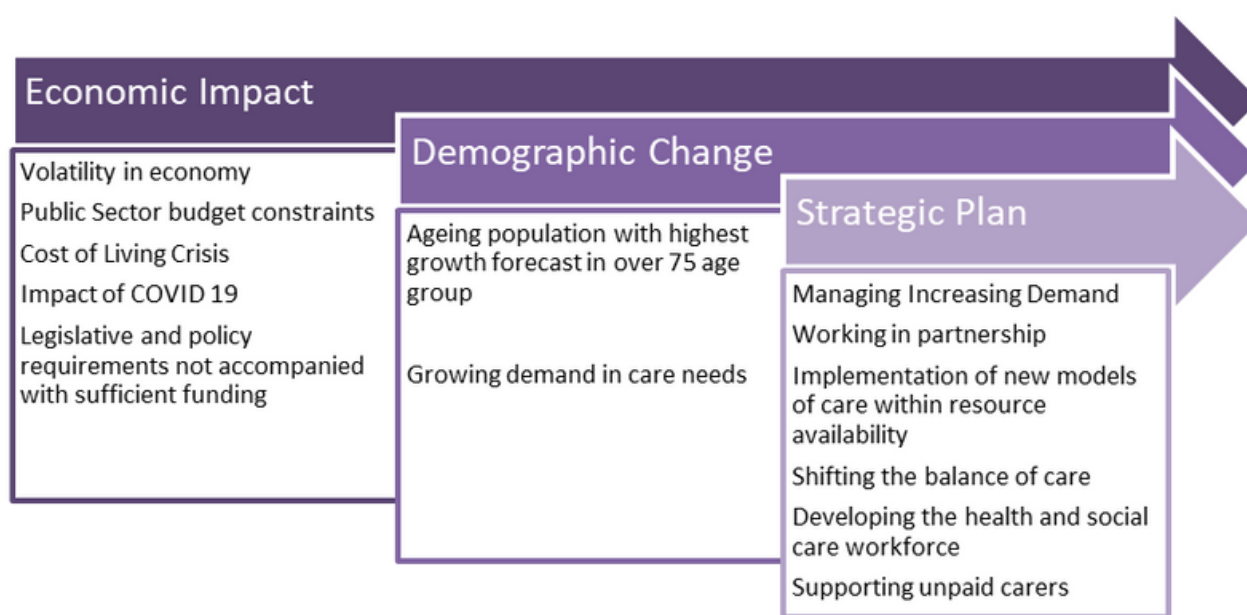 Economic Impact
Volatility in economy
Public Sector budget constraints
Cost of Living Crisis
Impact of COVID 19
Legislative and policy
requirements not accompanied
with sufficient funding
Demographic Change
Ageing population with highest
growth forecast in over 75 age
group
Growing demand in care needs
Strategic Plan
Managing Increasing Demand
Working in partnership
Implementation of new models
of care within resource
availability
Shifting the balance of care
Developing the health and social
care workforce
Supporting unpaid carers